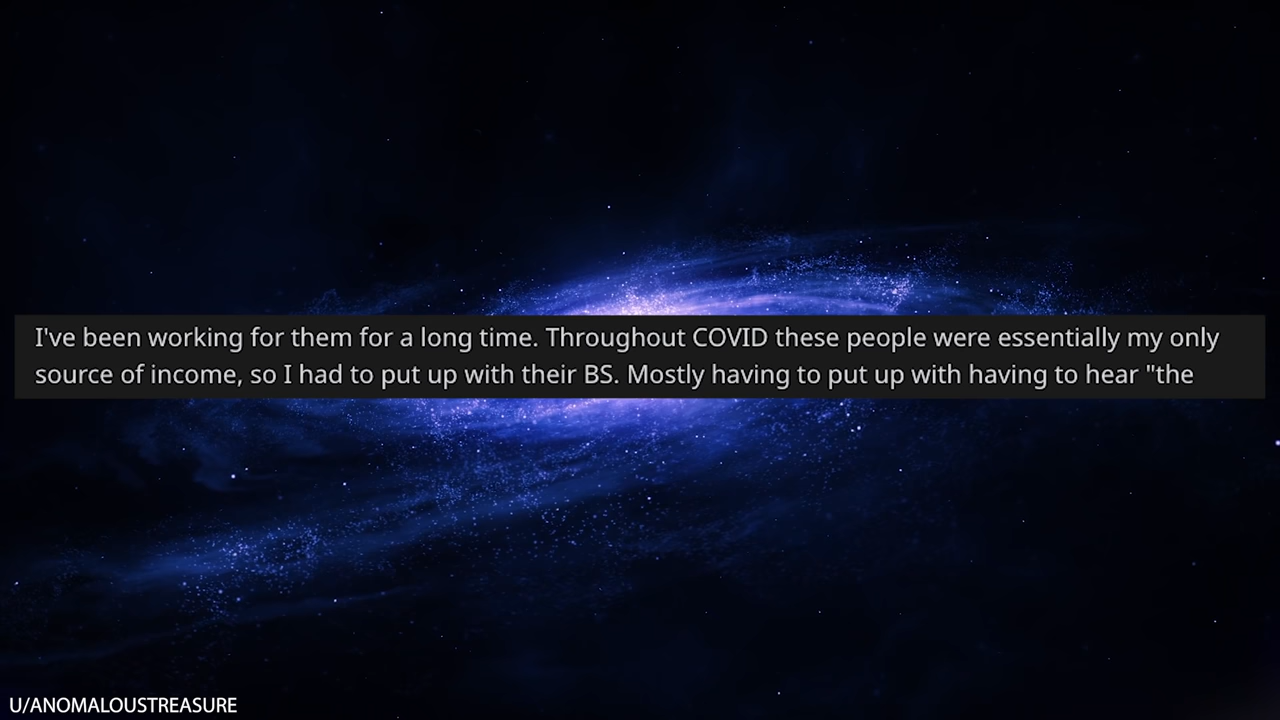 I've been working for them for a long time. Throughout COVID these people were essentially my only
source of income, so I had to put up with their BS. Mostly having to put up with having to hear "the
U/ANOMALOUSTREASURE